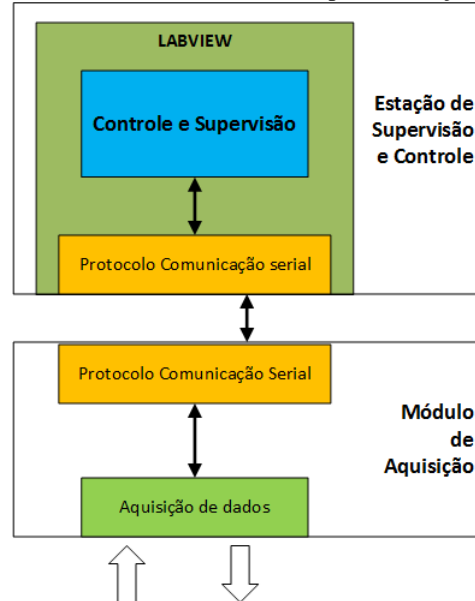 LABVIEW
Controle e Supervisão
Estação de
Supervisão
e Controle
Protocolo Comunicação serial
Protocolo Comunicação Serial
Módulo
de
Aquisição
Aquisição de dados